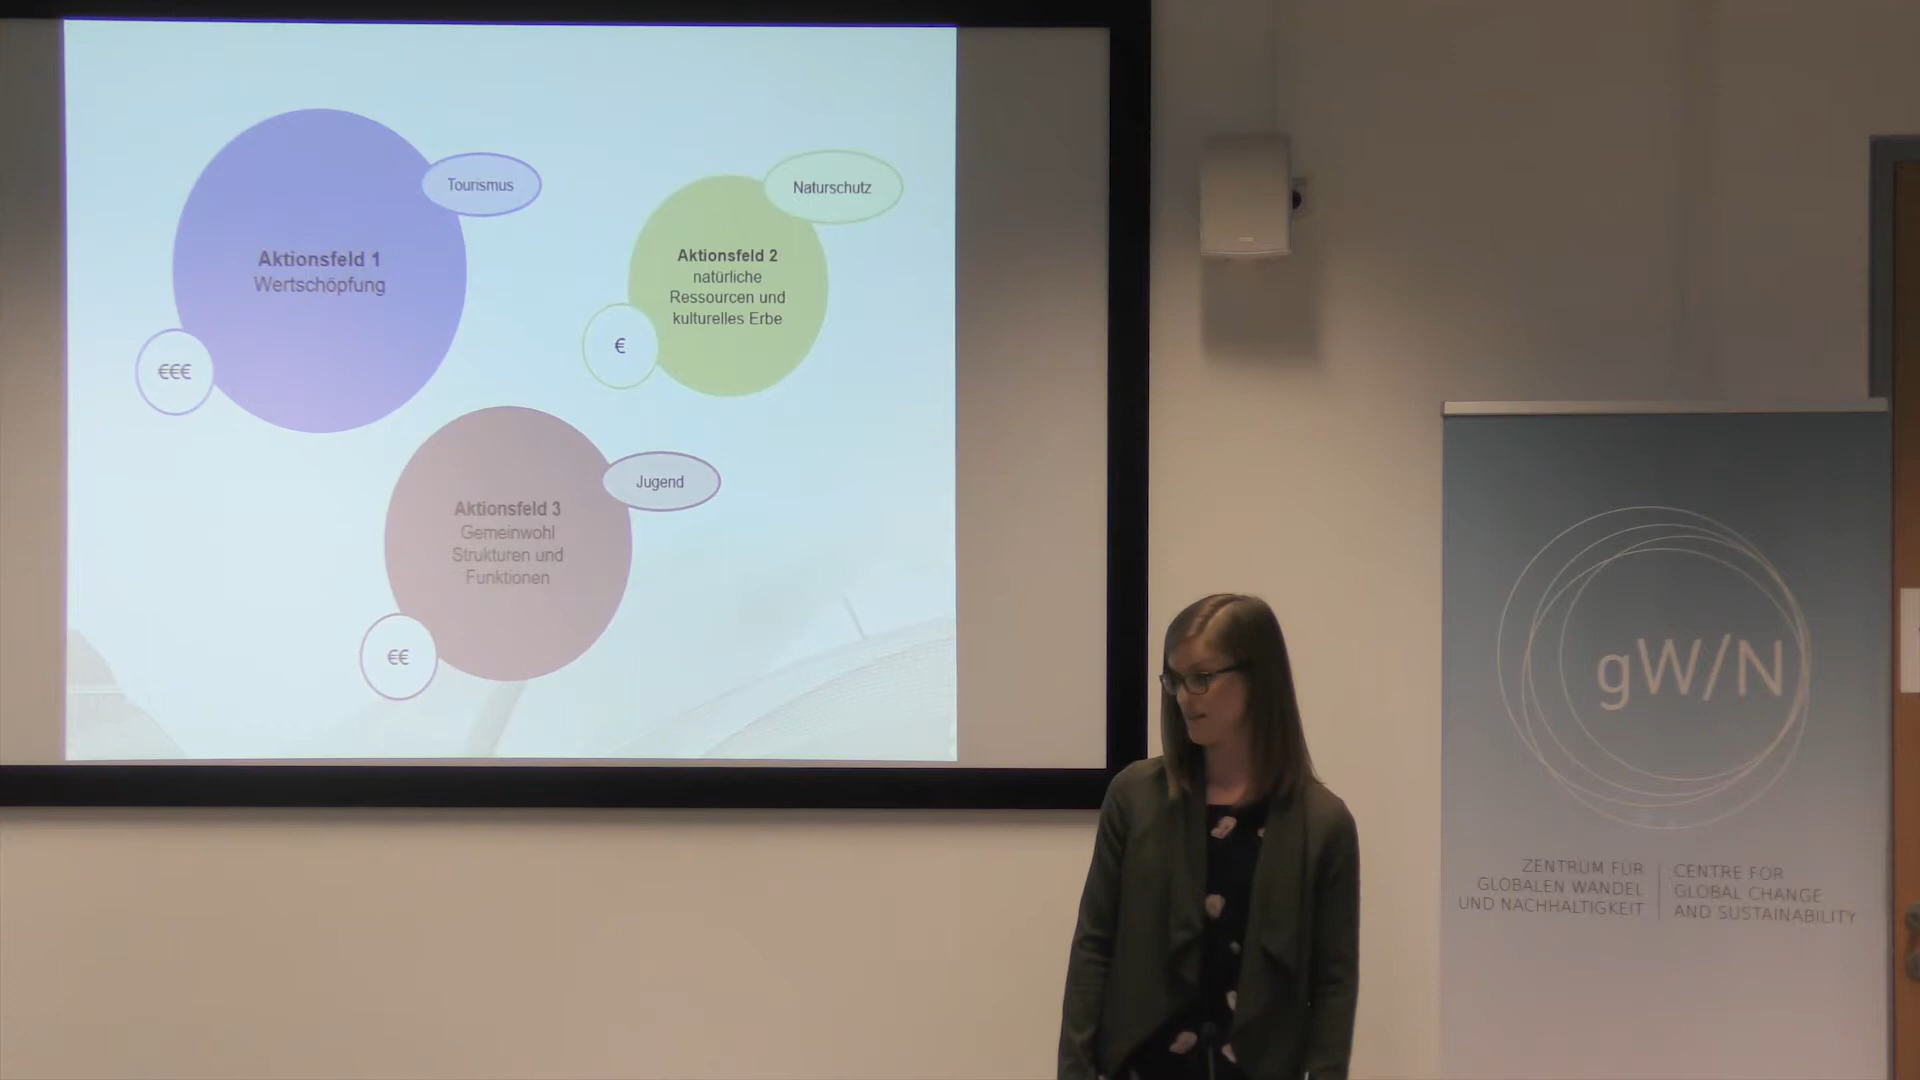 Tourismus
Aktionsfeld 1
Wertschöpfung
€€€
Naturschutz
Aktionsfeld 2
natürliche
Ressourcen und
kulturelles Erbe
€
Jugend
Aktionsfeld 3
Gemeinwohl
Strukturen und
Funktionen
€€
gW/N
ZENTRUM FÜR
GLOBALEN WANDEL
UND NACHHALTIGKEIT
CENTRE FOR
GLOBAL CHANGE
AND SUSTAINABILITY